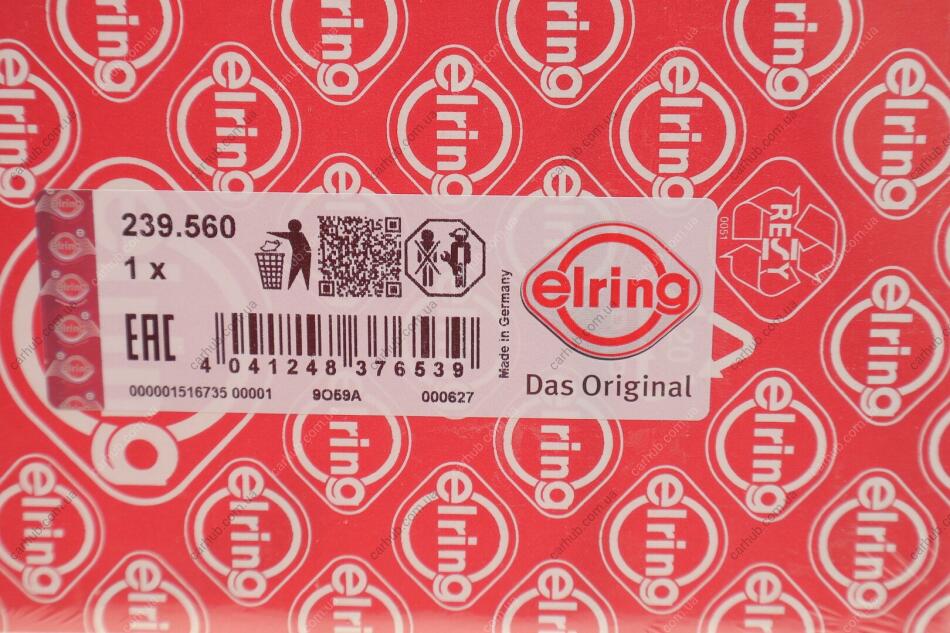 239.560
1 x
EAC
4 041248 376539
000001516735 00001
9O59A
000627
Made in Germany
elring
Das Original
RESY
0051
carhub.com.ua